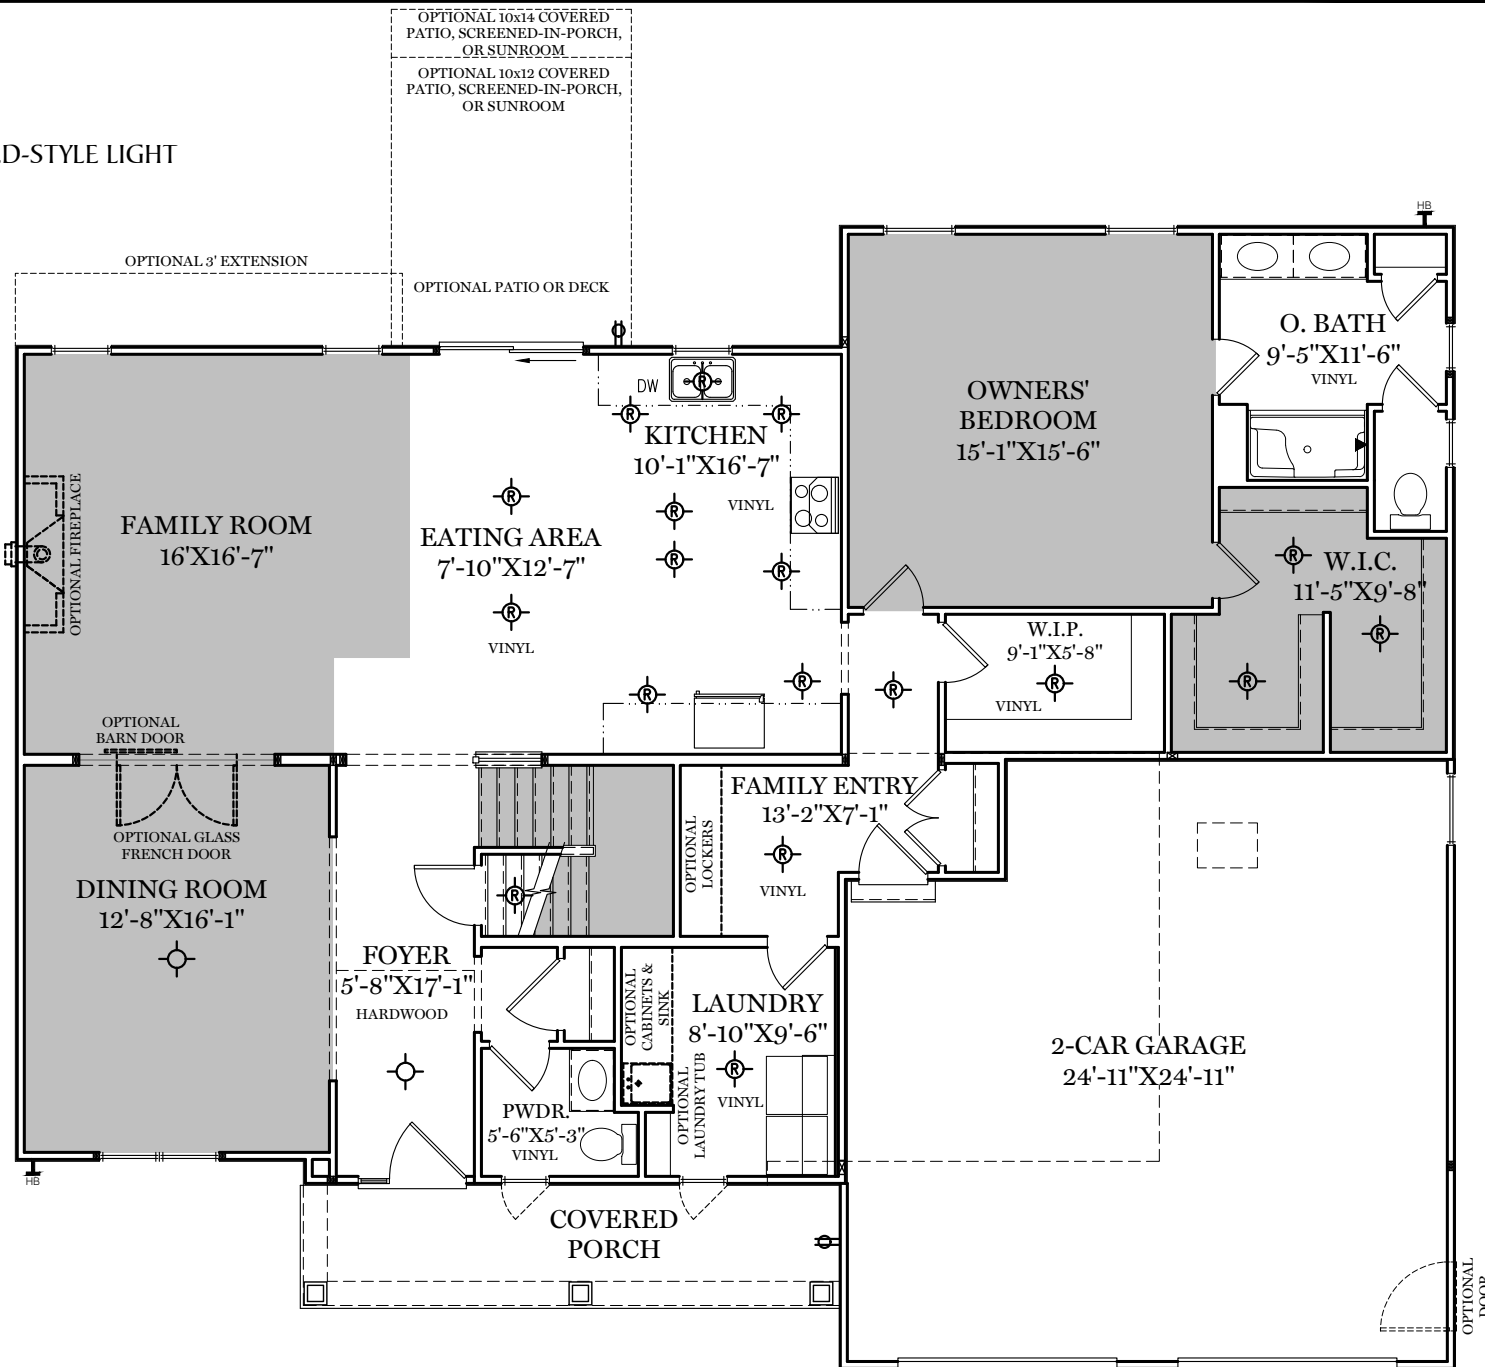 OPTIONAL 10x14 COVERED
PATIO, SCREENED-IN-PORCH,
OR SUNROOM
OPTIONAL 10x12 COVERED
PATIO, SCREENED-IN-PORCH,
OR SUNROOM
D-STYLE LIGHT
HB
OPTIONAL 3' EXTENSION
OPTIONAL PATIO OR DECK
O. BATH
9'-5"X11'-6"
VINYL
DW
R
R
R
KITCHEN
10'-1"X16'-7"
VINYL
OWNERS'
BEDROOM
15'-1"X15'-6"
OPTIONAL FIREPLACE
FAMILY ROOM
16'X16'-7"
R
EATING AREA
7'-10"X12'-7"
R
VINYL
R
R
R
R
W.I.C.
11'-5"X9'-8"
R
R
W.I.P.
9'-1"X5'-8"
R
VINYL
R
R
R
OPTIONAL
BARN DOOR
OPTIONAL GLASS
FRENCH DOOR
FAMILY ENTRY
13'-2"X7'-1"
R
VINYL
OPTIONAL
LOCKERS
DINING ROOM
12'-8"X16'-1"
R
FOYER
5'-8"X17'-1"
HARDWOOD
OPTIONAL
CABINETS &
SINK
LAUNDRY
8'-10"X9'-6"
R
VINYL
OPTIONAL
LAUNDRY TUB
2-CAR GARAGE
24'-11"X24'-11"
PWDR.
5'-6"X5'-3"
VINYL
HB
COVERED
PORCH
OPTIONAL
DOOR